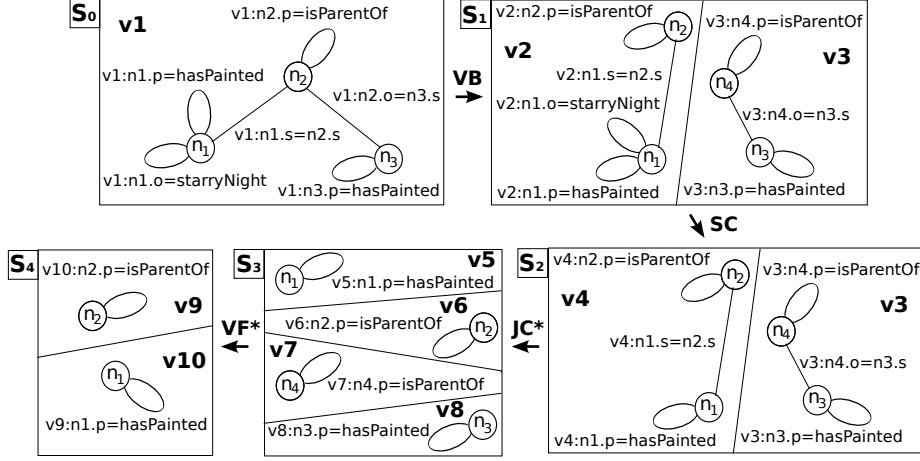 S0
v1
v1:n2.p=isParentOf
n2
v1:n1.p=hasPainted
v1:n2.o=n3.s
v1:n1.s=n2.s
n1
n3
v1:n1.o=starryNight
v1:n3.p=hasPainted
VB
S1
v2:n2.p=isParentOf
n2
v2
v2:n1.s=n2.s
v2:n1.o=starryNight
n1
v2:n1.p=hasPainted
v3:n4.p=isParentOf
v3
n4
v3:n4.o=n3.s
n3
v3:n3.p=hasPainted
SC
S2
v4:n2.p=isParentOf
n2
v4
v4:n1.s=n2.s
n1
v4:n1.p=hasPainted
v3:n4.p=isParentOf
v3
n4
v3:n4.o=n3.s
n3
v3:n3.p=hasPainted
JC*
S3
v5
n1
v5:n1.p=hasPainted
v6
v6:n2.p=isParentOf
n2
v7
n4
v7:n4.p=isParentOf
v8
v8:n3.p=hasPainted
n3
VF*
S4
v10:n2.p=isParentOf
n2
v9
v10
n1
v9:n1.p=hasPainted